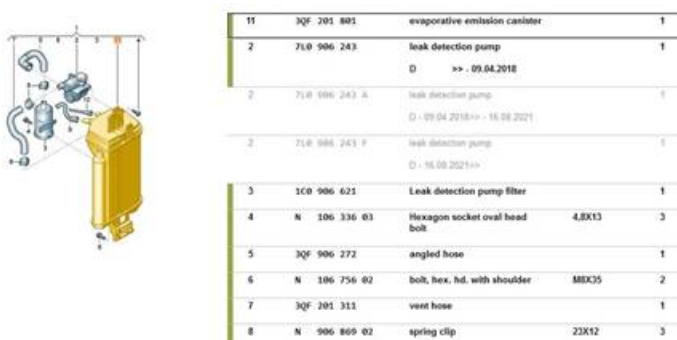 11 3QF 201 801 evaporative emission canister 1
2 7L0 906 243 leak detection pump 1
D >> - 09.04.2018
2 7L0 906 243 A leak detection pump 1
D - 09.04.2018>> - 16.08.2021
2 7L0 906 243 F leak detection pump 1
D - 16.08.2021>>
3 1C0 906 621 Leak detection pump filter 1
4 N 106 336 03 Hexagon socket oval head bolt 4,8X13 3
5 3QF 906 272 angled hose 1
6 N 106 756 02 bolt, hex. hd. with shoulder M8X35 2
7 3QF 201 311 vent hose 1
8 N 906 869 02 spring clip 23X12 3